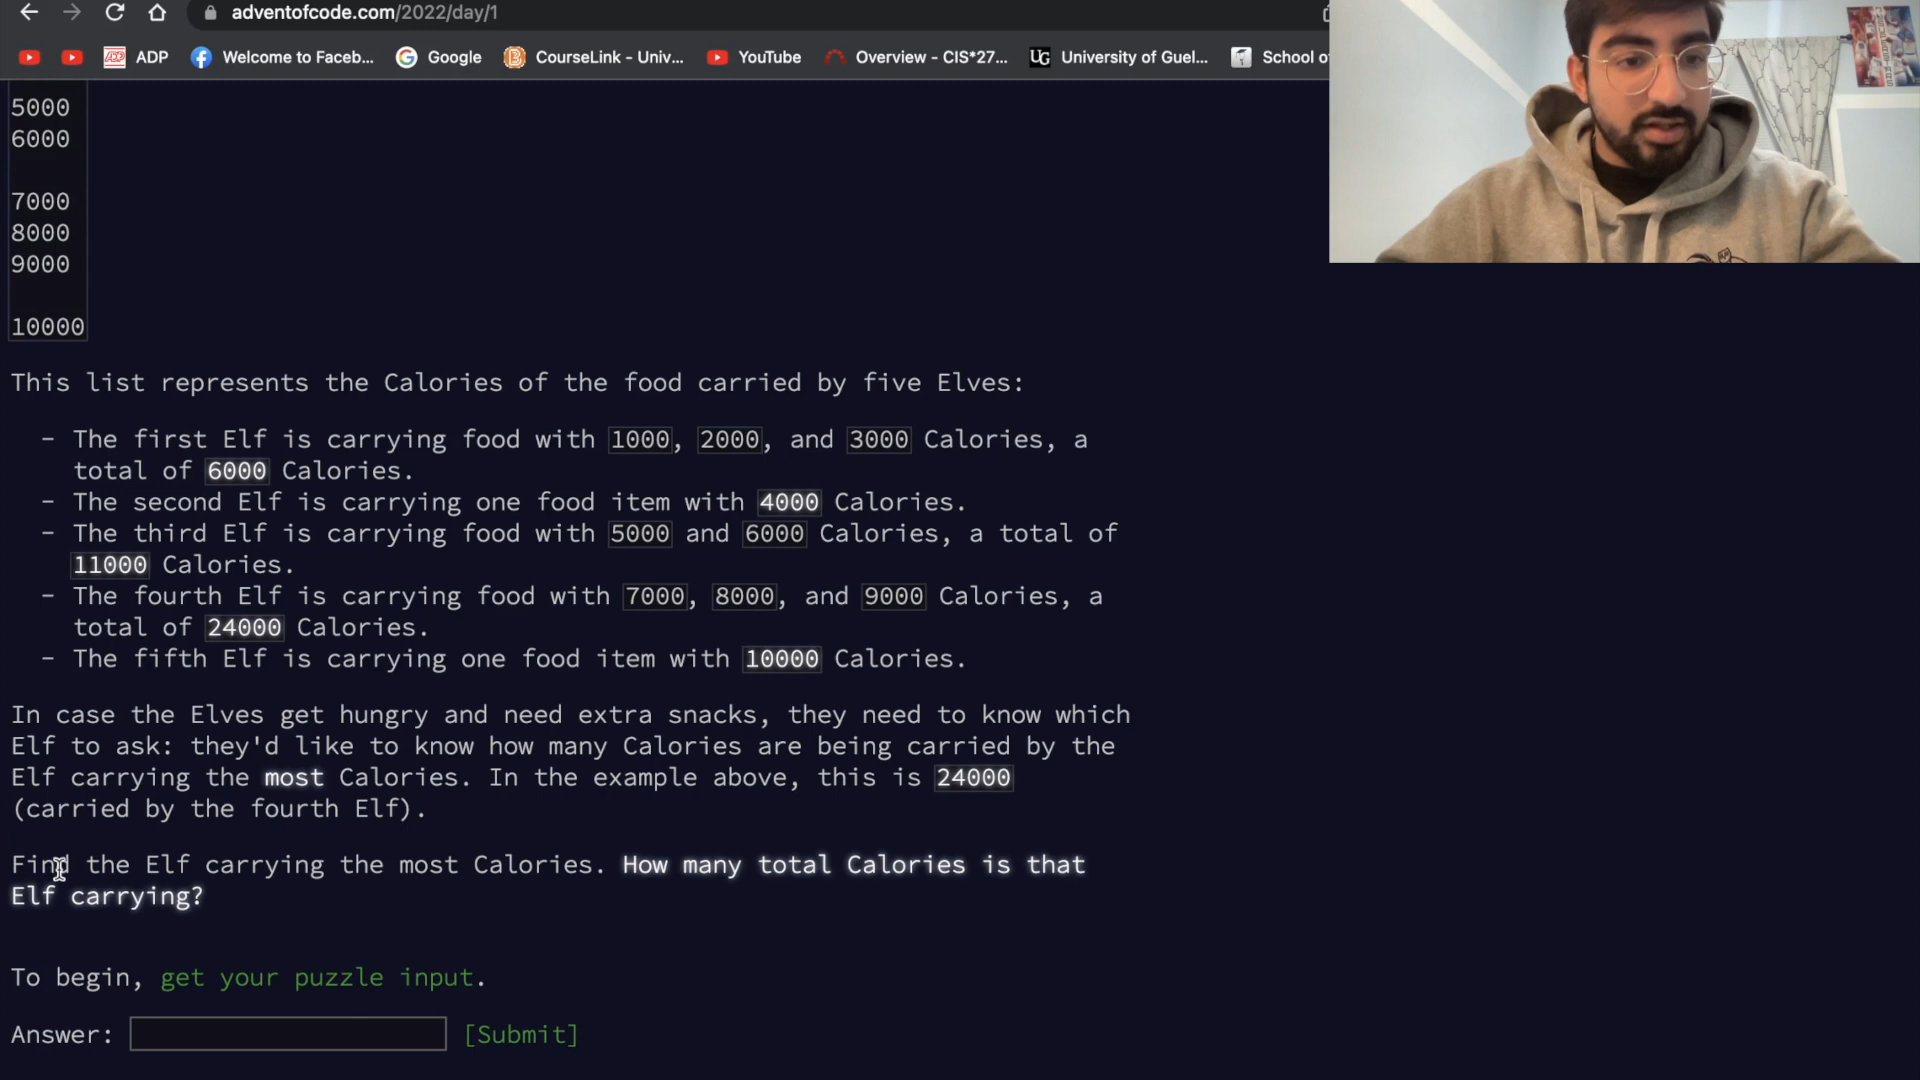 adventofcode.com/2022/day/1
ADP
Welcome to Faceb...
Google
CourseLink - Univ...
YouTube
Overview - CIS*27...
UG
University of Guel...
School o
5000
6000
7000
8000
9000
10000
This list represents the Calories of the food carried by five Elves:
- The first Elf is carrying food with 1000, 2000, and 3000 Calories, a
total of 6000 Calories.
- The second Elf is carrying one food item with 4000 Calories.
- The third Elf is carrying food with 5000 and 6000 Calories, a total of
11000 Calories.
- The fourth Elf is carrying food with 7000, 8000, and 9000 Calories, a
total of 24000 Calories.
- The fifth Elf is carrying one food item with 10000 Calories.
In case the Elves get hungry and need extra snacks, they need to know which
Elf to ask: they'd like to know how many Calories are being carried by the
Elf carrying the most Calories. In the example above, this is 24000
(carried by the fourth Elf).
Find the Elf carrying the most Calories. How many total Calories is that
Elf carrying?
To begin, get your puzzle input.
Answer:
[Submit]